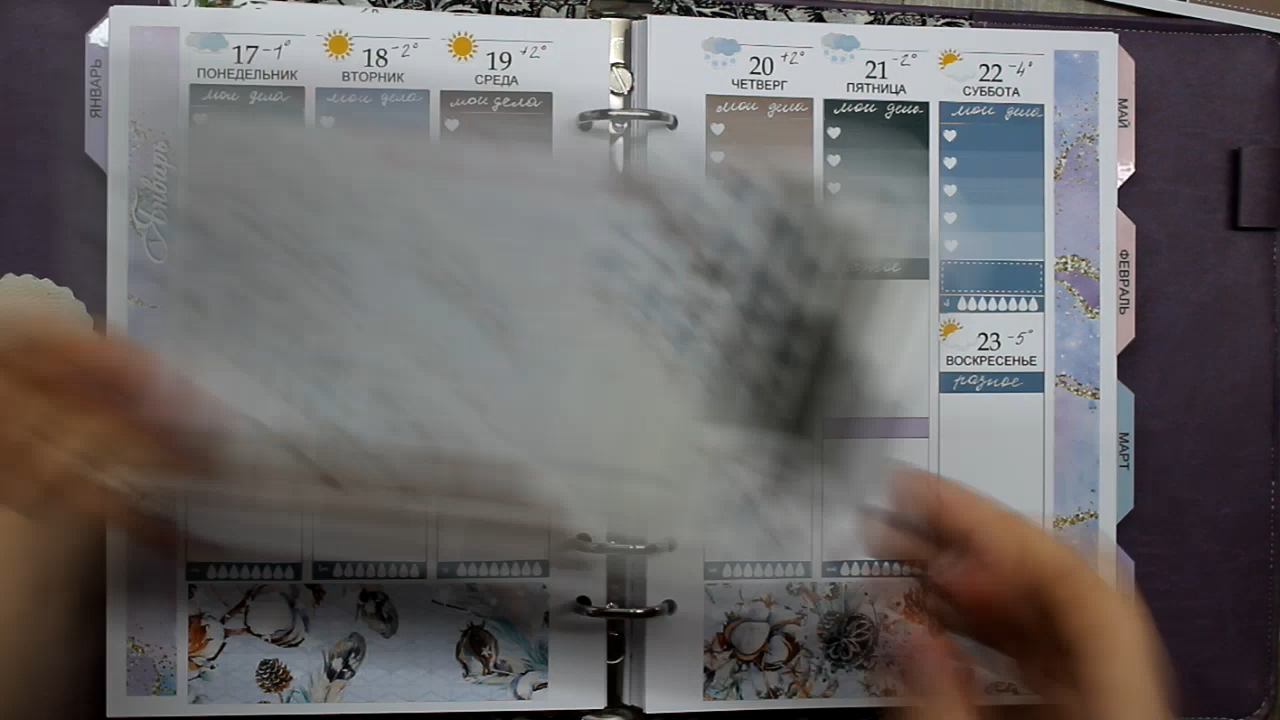 ЯНВАРЬ
Январь
17 -1°
ПОНЕДЕЛЬНИК
мои дела
18 -2°
ВТОРНИК
мои дела
19 +2°
СРЕДА
мои дела
20 +2°
ЧЕТВЕРГ
мои дела
21 -2°
ПЯТНИЦА
мои дела
22 -4°
СУББОТА
мои дела
23 -5°
ВОСКРЕСЕНЬЕ
разное
МАЙ
ФЕВРАЛЬ
МАРТ